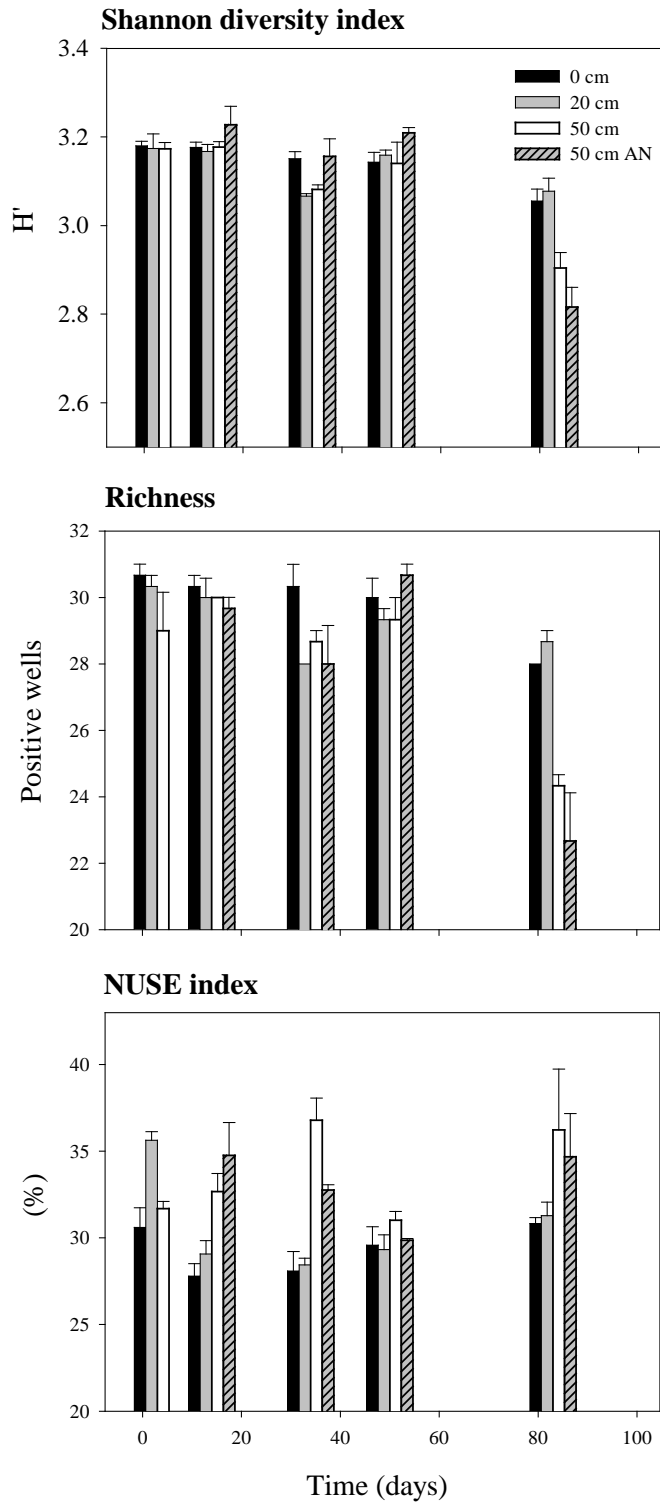 Shannon diversity index
3.4
3.2
3.0
2.8
2.6
H'
0 cm
20 cm
50 cm
50 cm AN
Richness
32
30
28
26
24
22
20
Positive wells
NUSE index
40
35
30
25
20
(%)
0 20 40 60 80 100
Time (days)